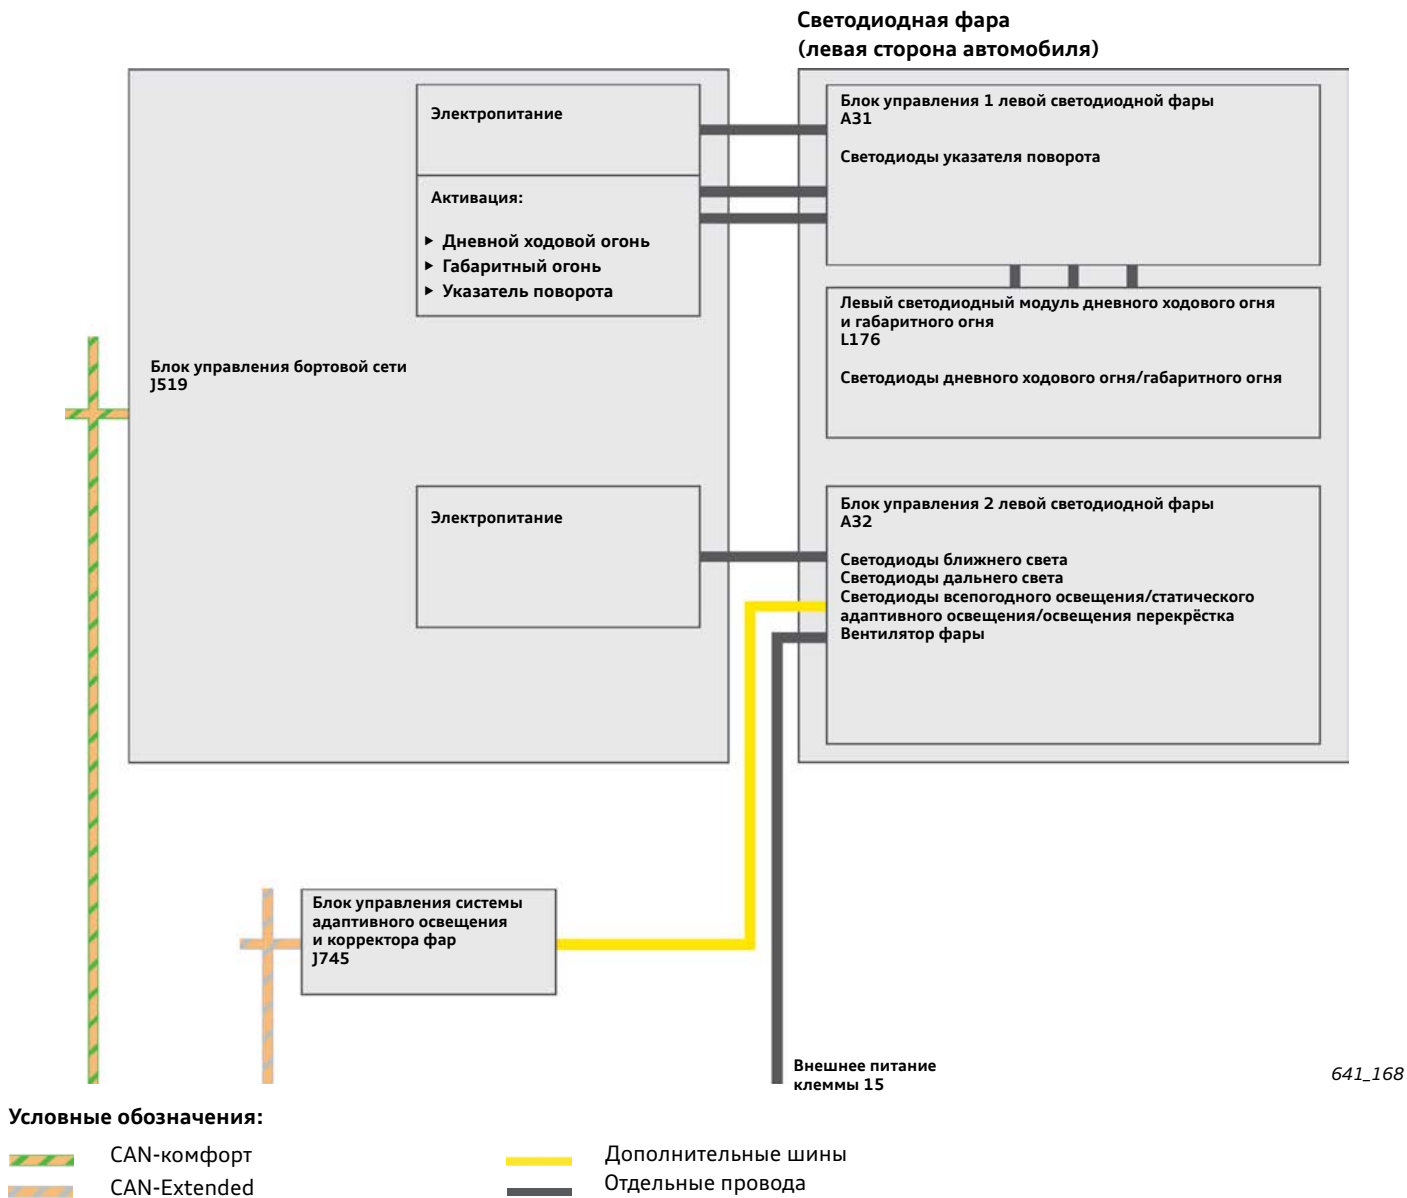 Светодиодная фара
(левая сторона автомобиля)
Электропитание
Активация:
▶ Дневной ходовой огонь
▶ Габаритный огонь
▶ Указатель поворота
Блок управления бортовой сети
J519
Электропитание
Блок управления 1 левой светодиодной фары
A31
Светодиоды указателя поворота
Левый светодиодный модуль дневного ходового огня
и габаритного огня
L176
Светодиоды дневного ходового огня/габаритного огня
Блок управления 2 левой светодиодной фары
A32
Светодиоды ближнего света
Светодиоды дальнего света
Светодиоды всепогодного освещения/статического
адаптивного освещения/освещения перекрёстка
Вентилятор фары
Блок управления системы
адаптивного освещения
и корректора фар
J745
Внешнее питание
клеммы 15
641_168
Условные обозначения:
CAN-комфорт
CAN-Extended
Дополнительные шины
Отдельные провода